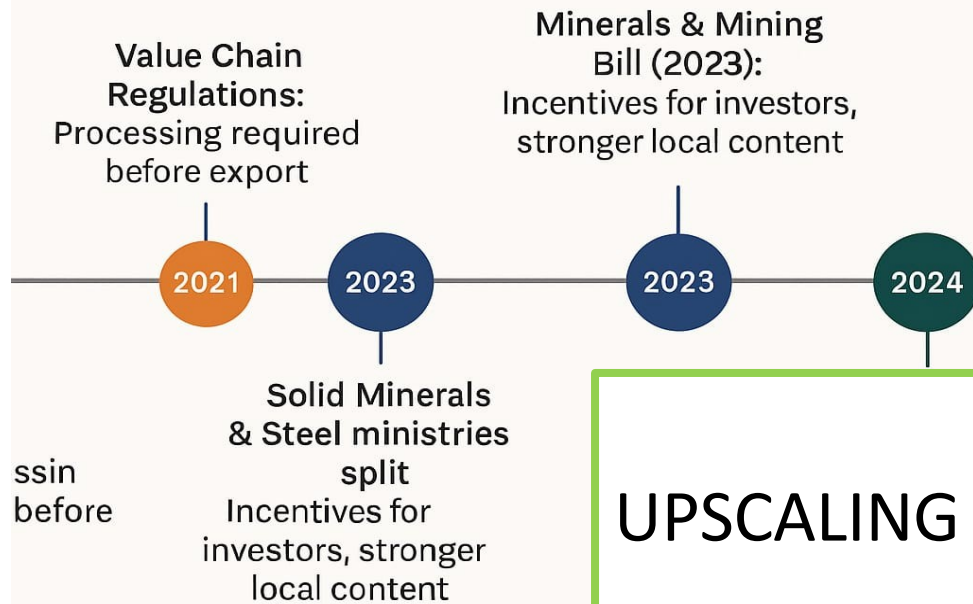 Value Chain
Regulations:
Processing required
before export
Minerals & Mining
Bill (2023):
Incentives for investors,
stronger local content
2021
2023
2023
2024
Solid Minerals
& Steel ministries
split
Incentives for
investors, stronger
local content
ssin
before
UPSCALING